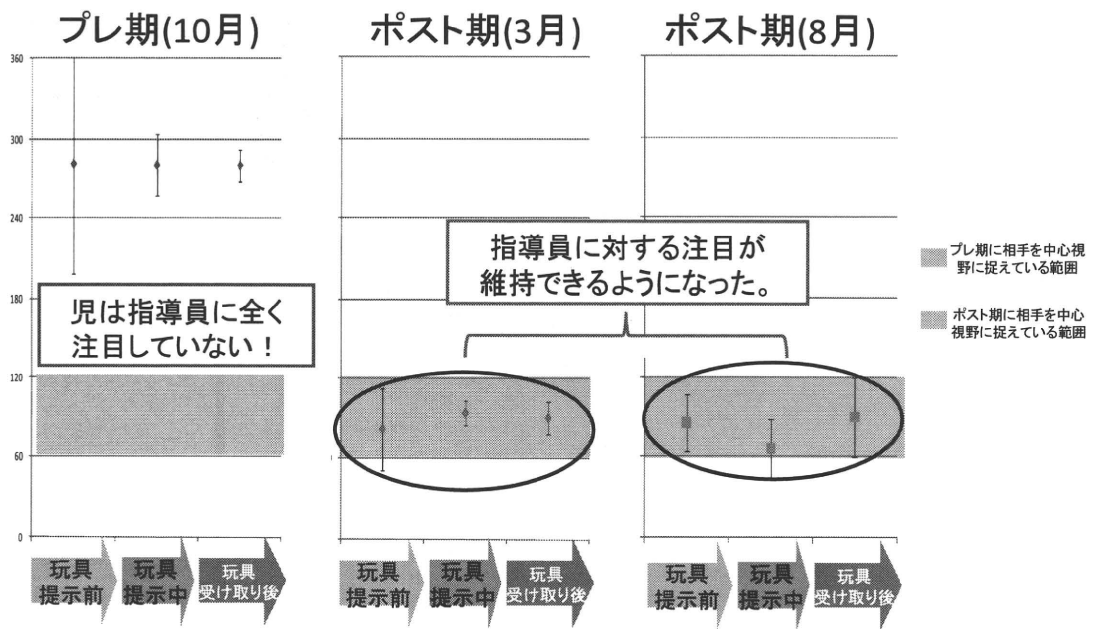 プレ期(10月)
ポスト期(3月)
ポスト期(8月)
360
300
240
180
120
60
0
児は指導員に全く
注目していない！
指導員に対する注目が
維持できるようになった。
プレ期に相手を中心視
野に捉えている範囲
ポスト期に相手を中心
視野に捉えている範囲
玩具
提示前
玩具
提示中
玩具
受け取り後
玩具
提示前
玩具
提示中
玩具
受け取り後
玩具
提示前
玩具
提示中
玩具
受け取り後